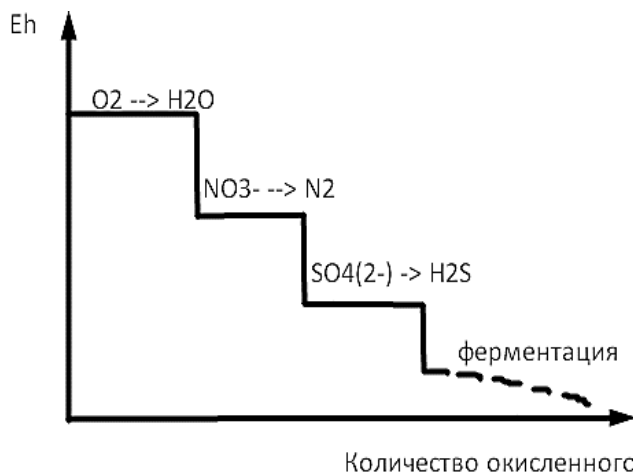 Eh
O2 --> H2O
NO3- --> N2
SO4(2-) -> H2S
ферментация
Количество окисленного